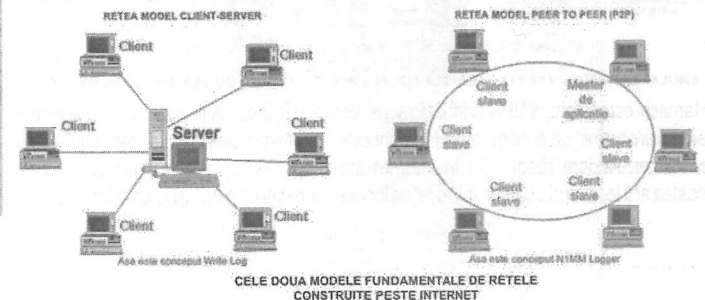 RETEA MODEL CLIENT-SERVER
Client
Client
Client
Server
Client
Client
Client
Asa este conceput Write Log
RETEA MODEL PEER TO PEER (P2P)
Client
slave
Master
de
aplicatie
Client
slave
Client
slave
Client
slave
Client
slave
Asa este conceput N1MM Logger
CELE DOUA MODELE FUNDAMENTALE DE RETELE
CONSTRUITE PESTE INTERNET